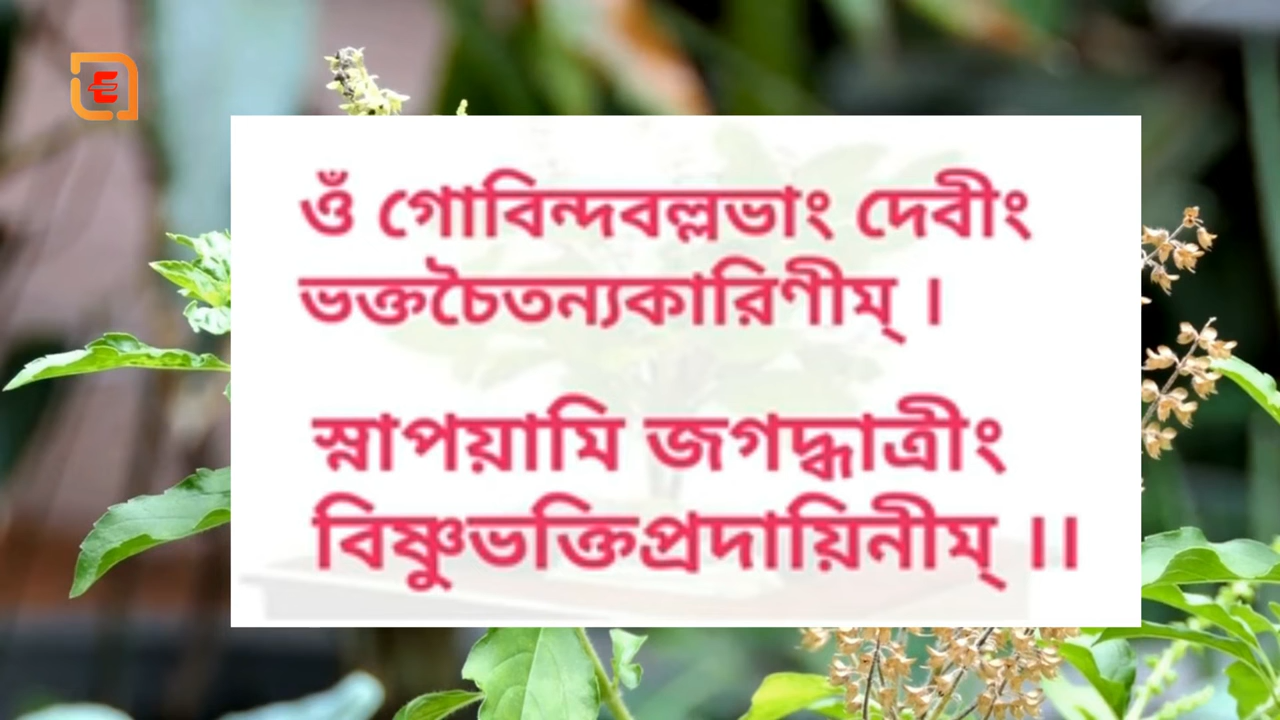 ওঁ গোবিন্দবল্লভাং দেবীং
ভক্তচৈতন্যকারিণীম্ ।
স্নাপয়ামি জগদ্ধাত্রীং
বিষ্ণুভক্তিপ্রদায়িনীম্ ।।